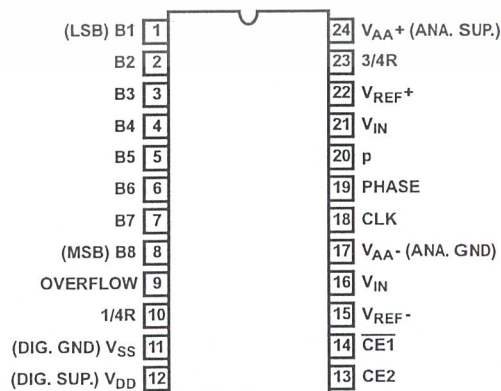 (LSB) B1 1
B2 2
B3 3
B4 4
B5 5
B6 6
B7 7
(MSB) B8 8
OVERFLOW 9
1/4R 10
(DIG. GND) VSS 11
(DIG. SUP.) VDD 12
24 VAA+ (ANA. SUP.)
23 3/4R
22 VREF+
21 VIN
20 p
19 PHASE
18 CLK
17 VAA- (ANA. GND)
16 VIN
15 VREF-
14 C̅E̅1̅
13 CE2